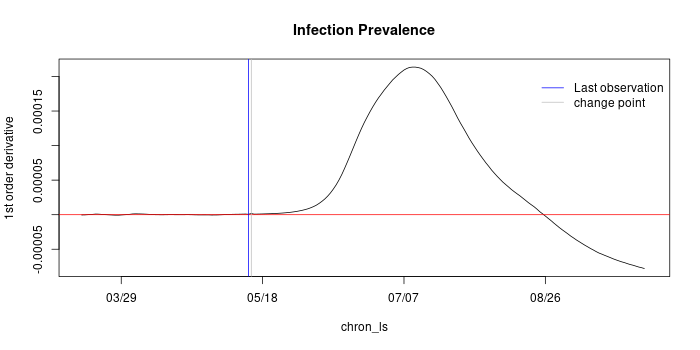 Infection Prevalence
1st order derivative
0.00015
0.00005
-0.00005
Last observation
change point
03/29
05/18
07/07
08/26
chron_ls